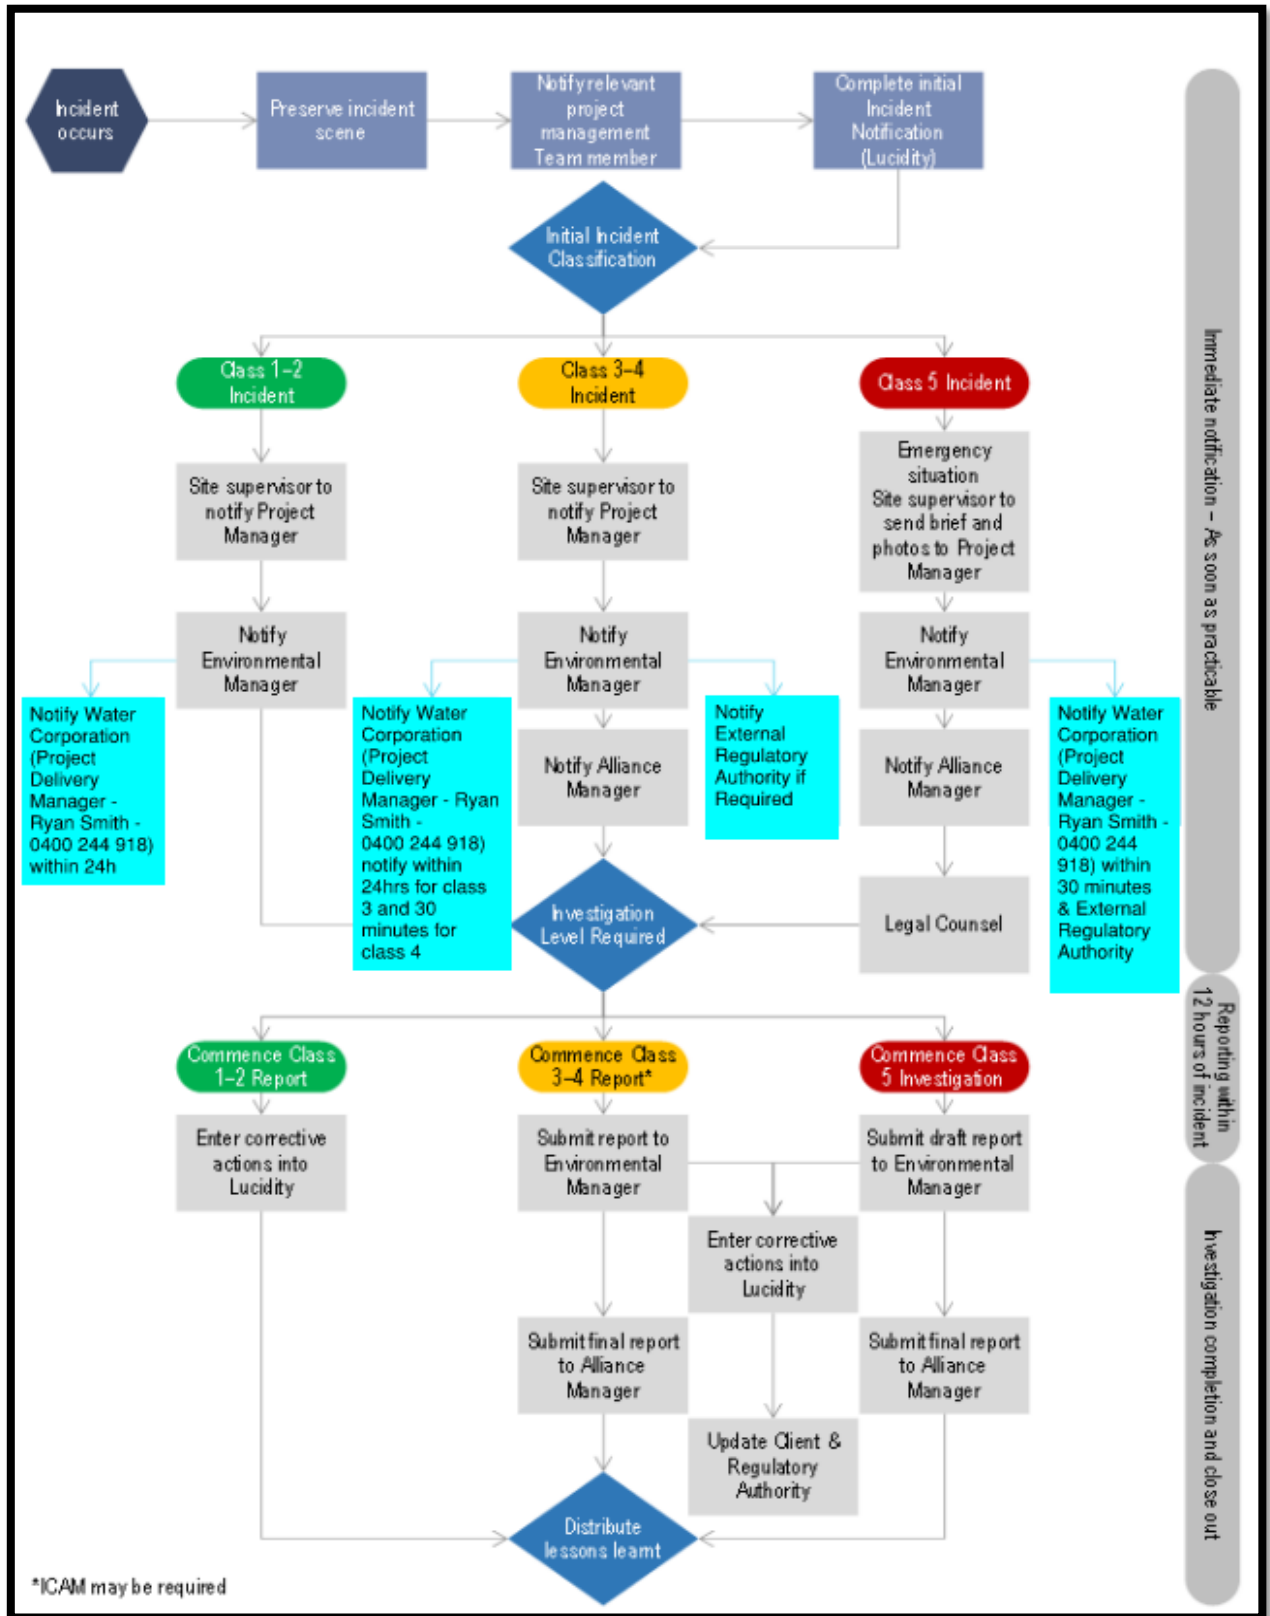 Incident
occurs
Preserve incident
scene
Notify relevant
project
management
Team member
Complete initial
Incident
Notification
(Lucidity)
Initial Incident
Classification
Class 1–2
Incident
Class 3–4
Incident
Class 5 Incident
Site supervisor to
notify Project
Manager
Site supervisor to
notify Project
Manager
Emergency
situation
Site supervisor to
send brief and
photos to Project
Manager
Notify
Environmental
Manager
Notify
Environmental
Manager
Notify
Environmental
Manager
Notify Water
Corporation
(Project
Delivery
Manager -
Ryan Smith -
0400 244 918)
within 24h
Notify Water
Corporation
(Project
Delivery
Manager - Ryan
Smith -
0400 244 918)
notify within
24hrs for class
3 and 30
minutes for
class 4
Notify Alliance
Manager
Notify
External
Regulatory
Authority if
Required
Notify Alliance
Manager
Notify Water
Corporation
(Project
Delivery
Manager -
Ryan Smith -
0400 244
918) within
30 minutes
& External
Regulatory
Authority
Investigation
Level Required
Legal Counsel
Immediate notification – As soon as practicable
Commence Class
1–2 Report
Commence Class
3–4 Report*
Commence Class
5 Investigation
Reporting within
12 hours of incident
Enter corrective
actions into
Lucidity
Submit report to
Environmental
Manager
Submit draft report
to Environmental
Manager
Enter corrective
actions into
Lucidity
Submit final report
to Alliance
Manager
Submit final report
to Alliance
Manager
Update Client &
Regulatory
Authority
Distribute
lessons learnt
Investigation completion and close out
*ICAM may be required